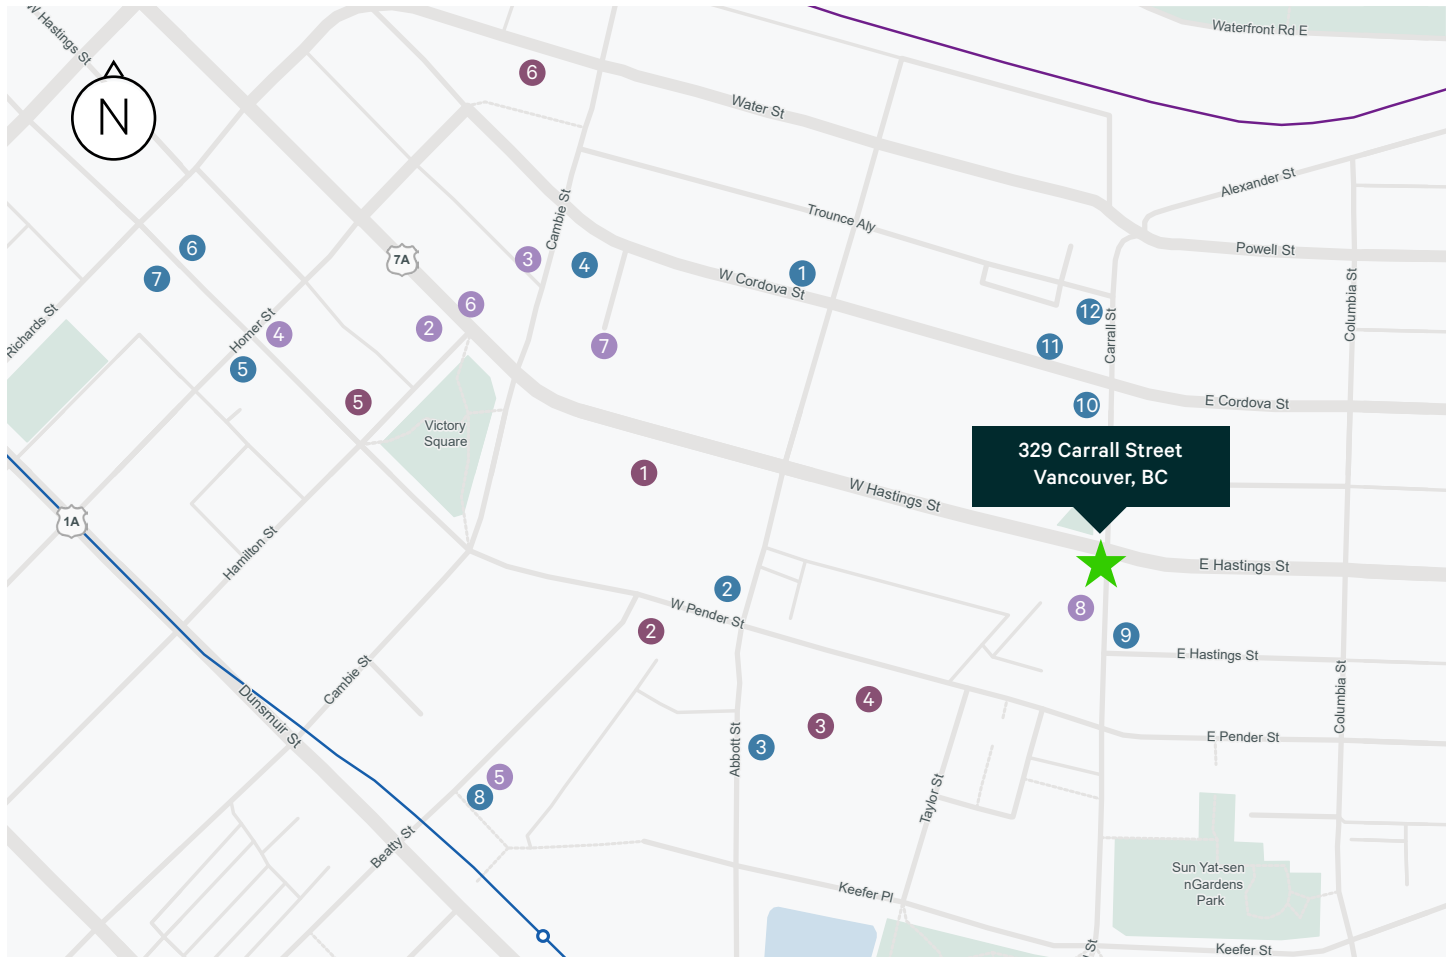 W Hastings St
Waterfront Rd E
N
6
Water St
Alexander St
Trounce Aly
Cambie St
Powell St
6
7A
3
4
1
7
W Cordova St
Columbia St
6
12
Richards St
Homer St
4
2
7
11
Carrall St
5
5
10
E Cordova St
Victory
Square
329 Carrall Street
Vancouver, BC
1
W Hastings St
1A
Hamilton St
E Hastings St
2
W Pender St
8
2
9
E Hastings St
Cambie St
Columbia St
4
Dunsmuir St
3
3
Abbott St
E Pender St
5
8
Taylor St
Beatty St
Sun Yat-sen
nGardens
Park
Keefer Pl
l St
Keefer St